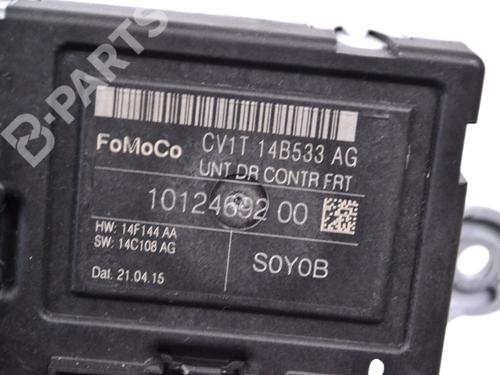 B-PARTS
FoMoCo
CV1T 14B533 AG
UNT DR CONTR FRT
10124692 00
HW: 14F144 AA
SW: 14C108 AG
Dat. 21.04.15
S0Y0B